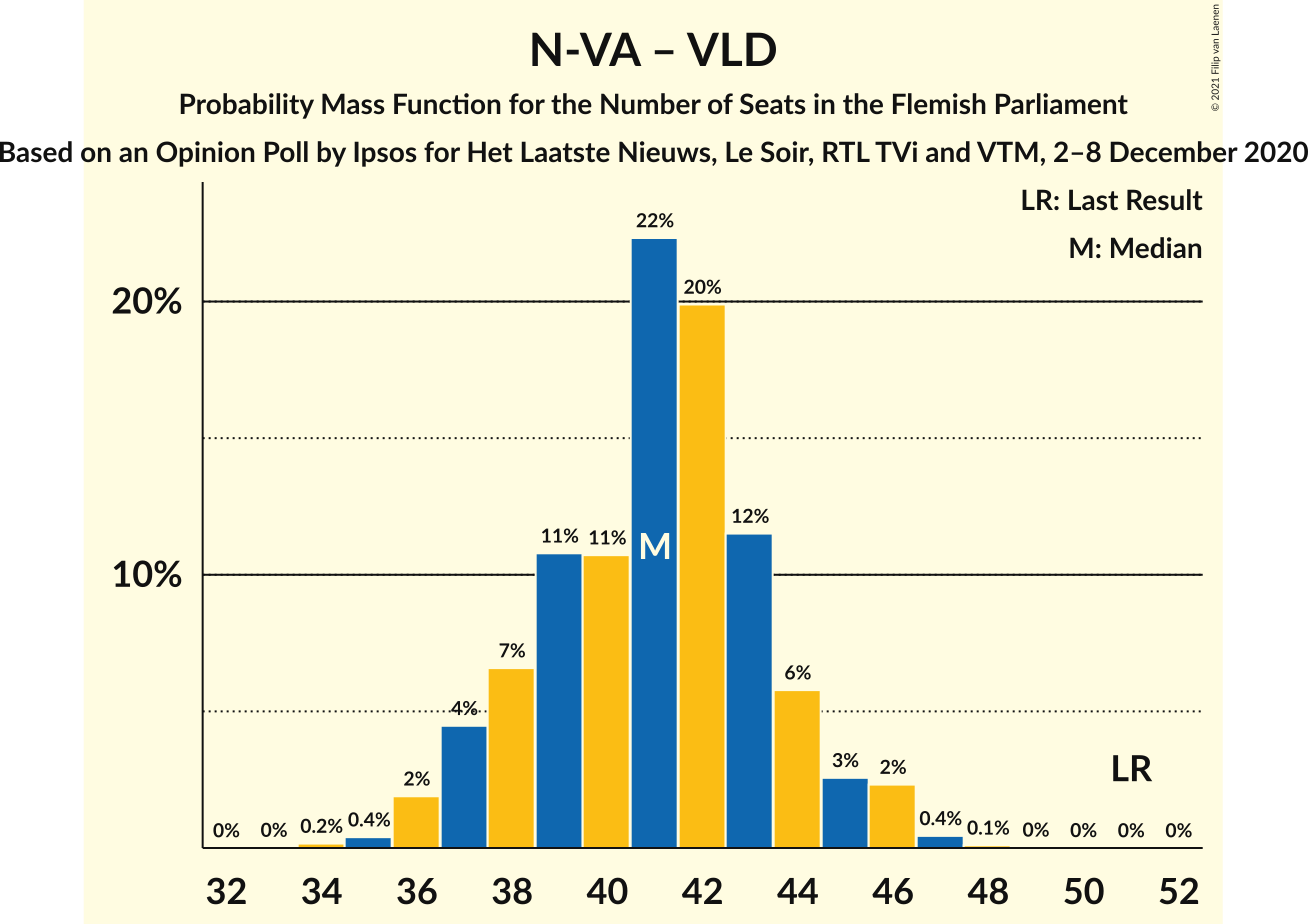 N-VA – VLD
Probability Mass Function for the Number of Seats in the Flemish Parliament
Based on an Opinion Poll by Ipsos for Het Laatste Nieuws, Le Soir, RTL TVi and VTM, 2–8 December 2020
© 2021 Filip van Laenen
LR: Last Result
M: Median
20%
10%
0% 0% 0.2% 0.4% 2% 4% 7% 11% 11% 22% 20% 12% 6% 3% 2% 0.4% 0.1% 0% 0% 0% 0%
M
LR
32 34 36 38 40 42 44 46 48 50 52